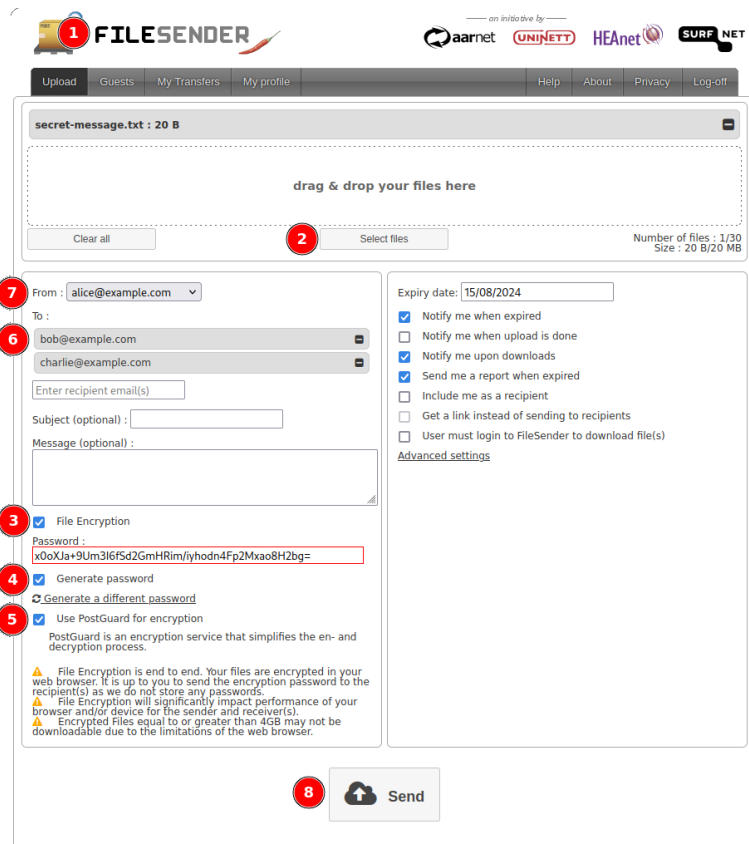 1
FILESENDER
an initiative by
aarnet
UNINETT
HEAnet
SURF NET
Upload Guests My Transfers My profile Help About Privacy Log-off
secret-message.txt : 20 B
drag & drop your files here
Clear all
2
Select files
Number of files : 1/30
Size : 20 B/20 MB
7
From : alice@example.com
To :
6
bob@example.com
charlie@example.com
Enter recipient email(s)
Subject (optional) :
Message (optional) :
3
File Encryption
Password :
x0oXJa+9Um3I6fSd2GmHRim/iyhodn4Fp2Mxao8H2bg=
4
Generate password
Generate a different password
5
Use PostGuard for encryption
PostGuard is an encryption service that simplifies the en- and
decryption process.
File Encryption is end to end. Your files are encrypted in your
web browser. It is up to you to send the encryption password to the
recipient(s) as we do not store any passwords.
File Encryption will significantly impact performance of your
browser and/or device for the sender and receiver(s).
Encrypted Files equal to or greater than 4GB may not be
downloadable due to the limitations of the web browser.
Expiry date: 15/08/2024
Notify me when expired
Notify me when upload is done
Notify me upon downloads
Send me a report when expired
Include me as a recipient
Get a link instead of sending to recipients
User must login to FileSender to download file(s)
Advanced settings
8
Send